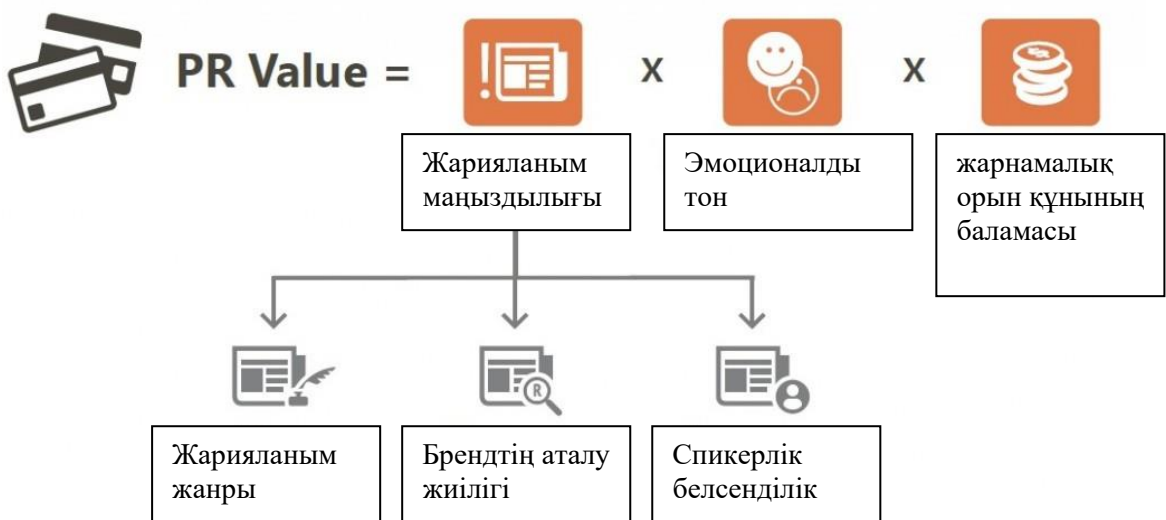 PR Value = X X
Жарияланым
маңыздылығы
Эмоционалды
тон
жарнамалық
орын құнының
баламасы
R
Жарияланым
жанры
Брендтің аталу
жиілігі
Спикерлік
белсенділік